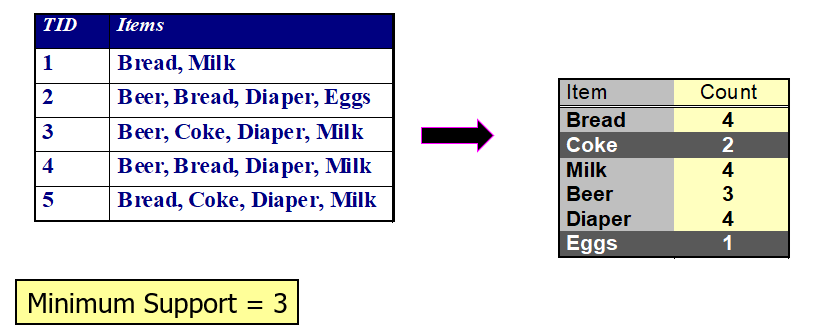 TID Items
1 Bread, Milk
2 Beer, Bread, Diaper, Eggs
3 Beer, Coke, Diaper, Milk
4 Beer, Bread, Diaper, Milk
5 Bread, Coke, Diaper, Milk
Item Count
Bread 4
Coke 2
Milk 4
Beer 3
Diaper 4
Eggs 1
Minimum Support = 3